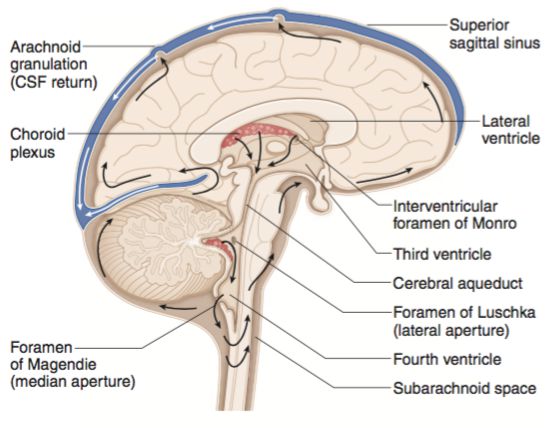 Superior
sagittal sinus
Arachnoid
granulation
(CSF return)
Choroid
plexus
Lateral
ventricle
Interventricular
foramen of Monro
Third ventricle
Cerebral aqueduct
Foramen of Luschka
(lateral aperture)
Foramen
of Magendie
(median aperture)
Fourth ventricle
Subarachnoid space